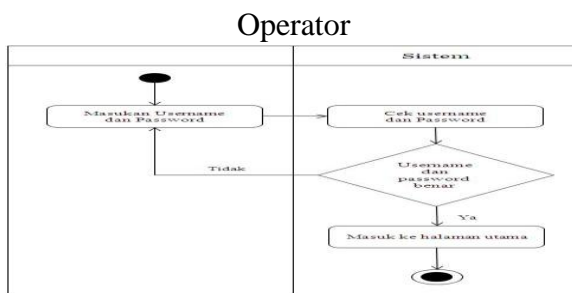 Operator
Sistem
Masukan Username
dan Password
Cek username
dan Password
Tidak
Username
dan
password
benar
Ya
Masuk ke halaman utama